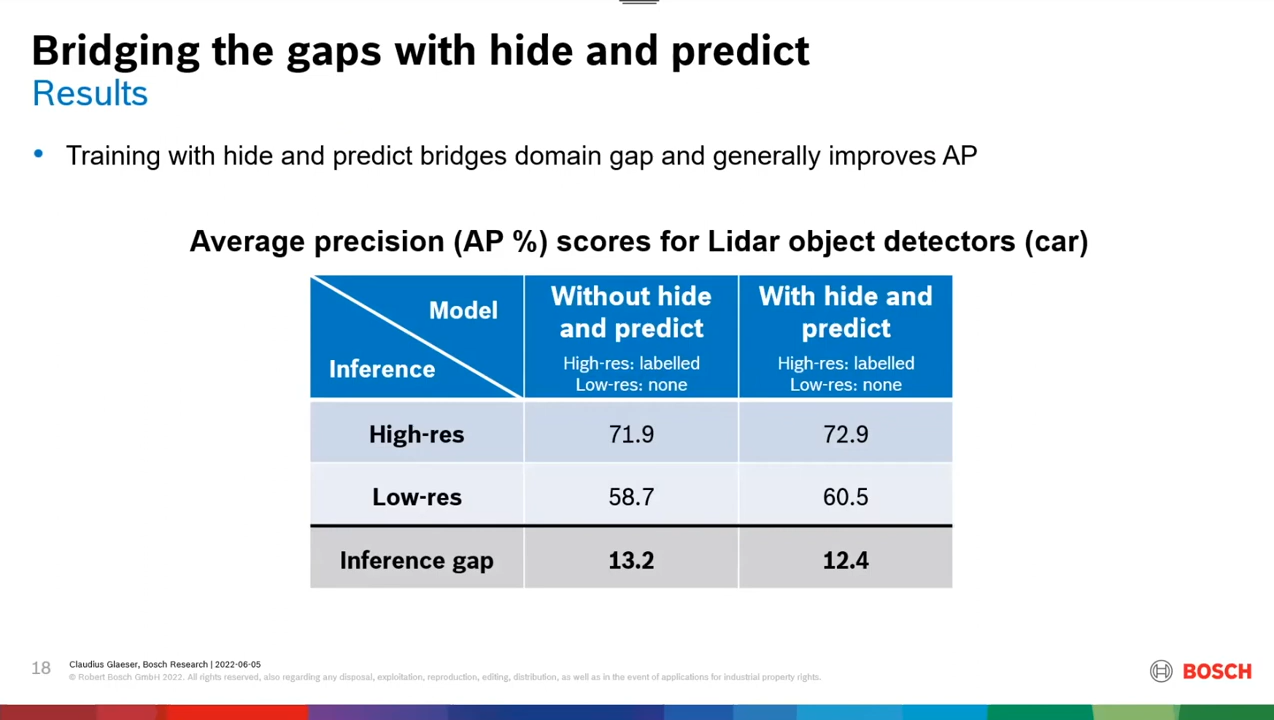 Bridging the gaps with hide and predict
Results
• Training with hide and predict bridges domain gap and generally improves AP
Average precision (AP %) scores for Lidar object detectors (car)
Model
Inference
Without hide
and predict
High-res: labelled
Low-res: none
With hide and
predict
High-res: labelled
Low-res: none
High-res 71.9 72.9
Low-res 58.7 60.5
Inference gap 13.2 12.4
18
Claudius Glaeser, Bosch Research | 2022-06-05
© Robert Bosch GmbH 2022. All rights reserved, also regarding any disposal, exploitation, reproduction, editing, distribution, as well as in the event of applications for industrial property rights.
BOSCH